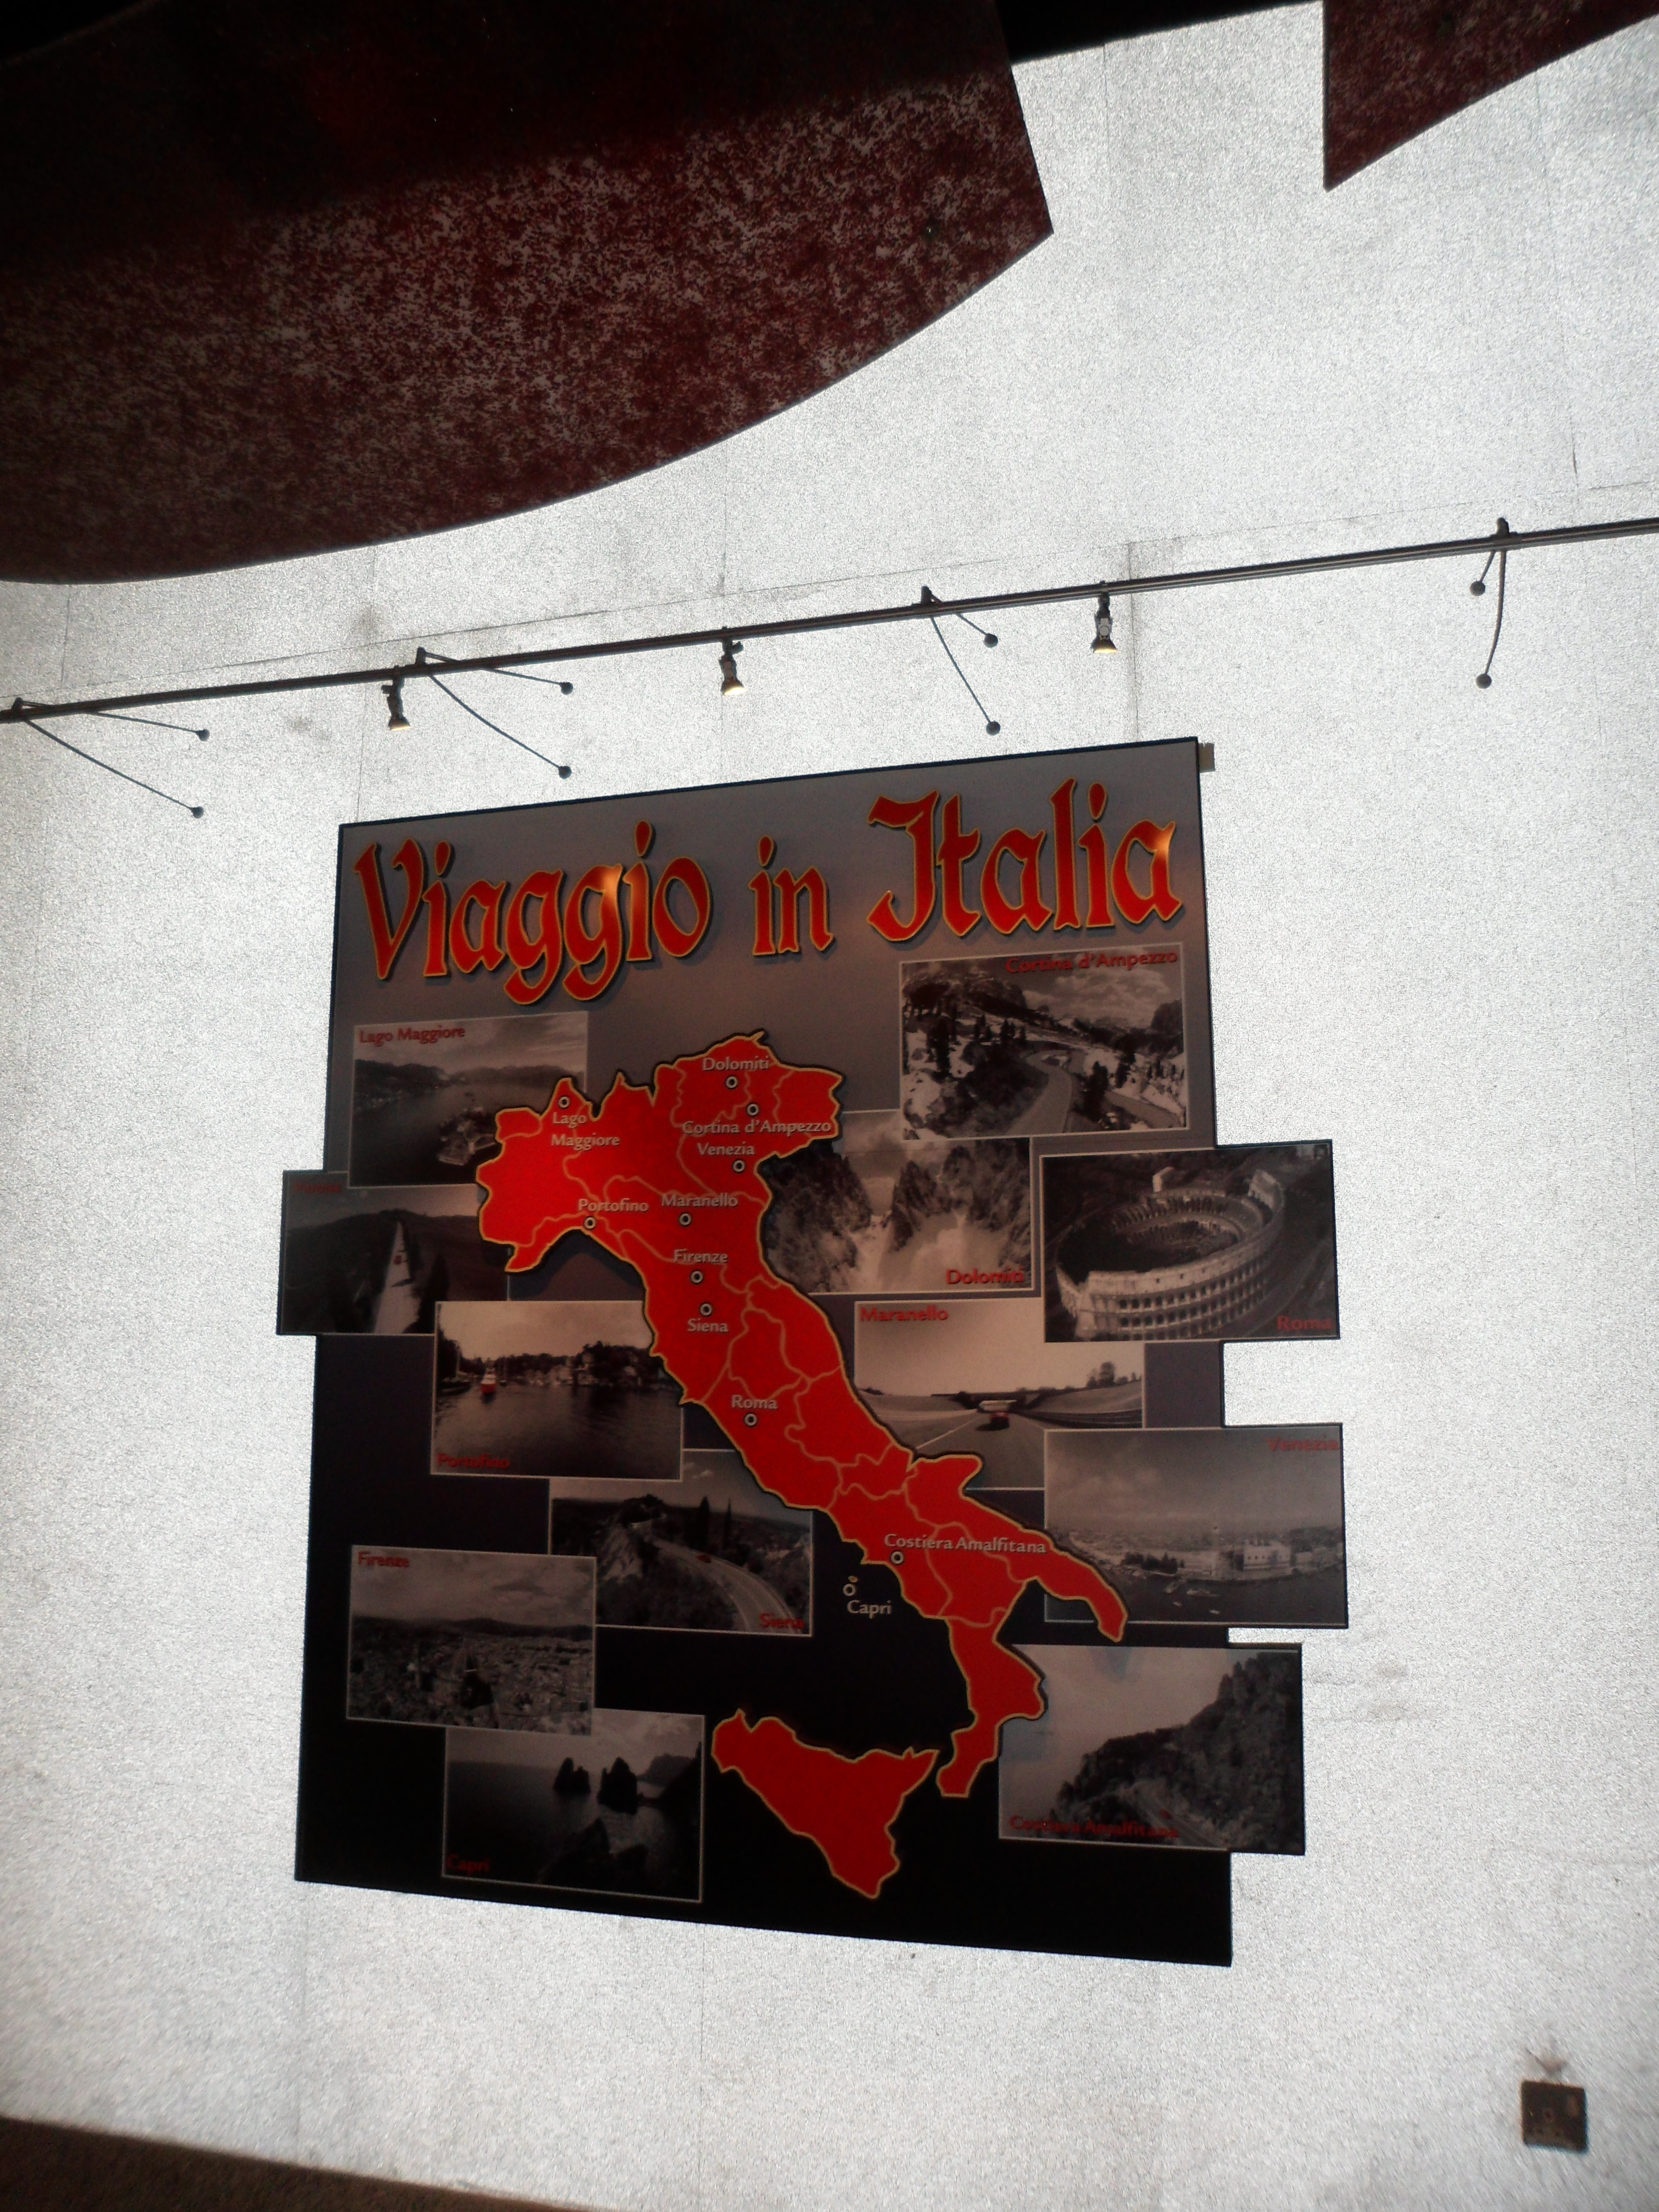 Viaggio in Italia
Cortina d'Ampezzo
Lago Maggiore
Dolomiti
Lago
Maggiore
Cortina d'Ampezzo
Venezia
Portofino
Maranello
Firenze
Siena
Roma
Costiera Amalfitana
Capri
Dolomiti
Roma
Maranello
Portofino
Venezia
Firenze
Siena
Costiera Amalfitana
Capri